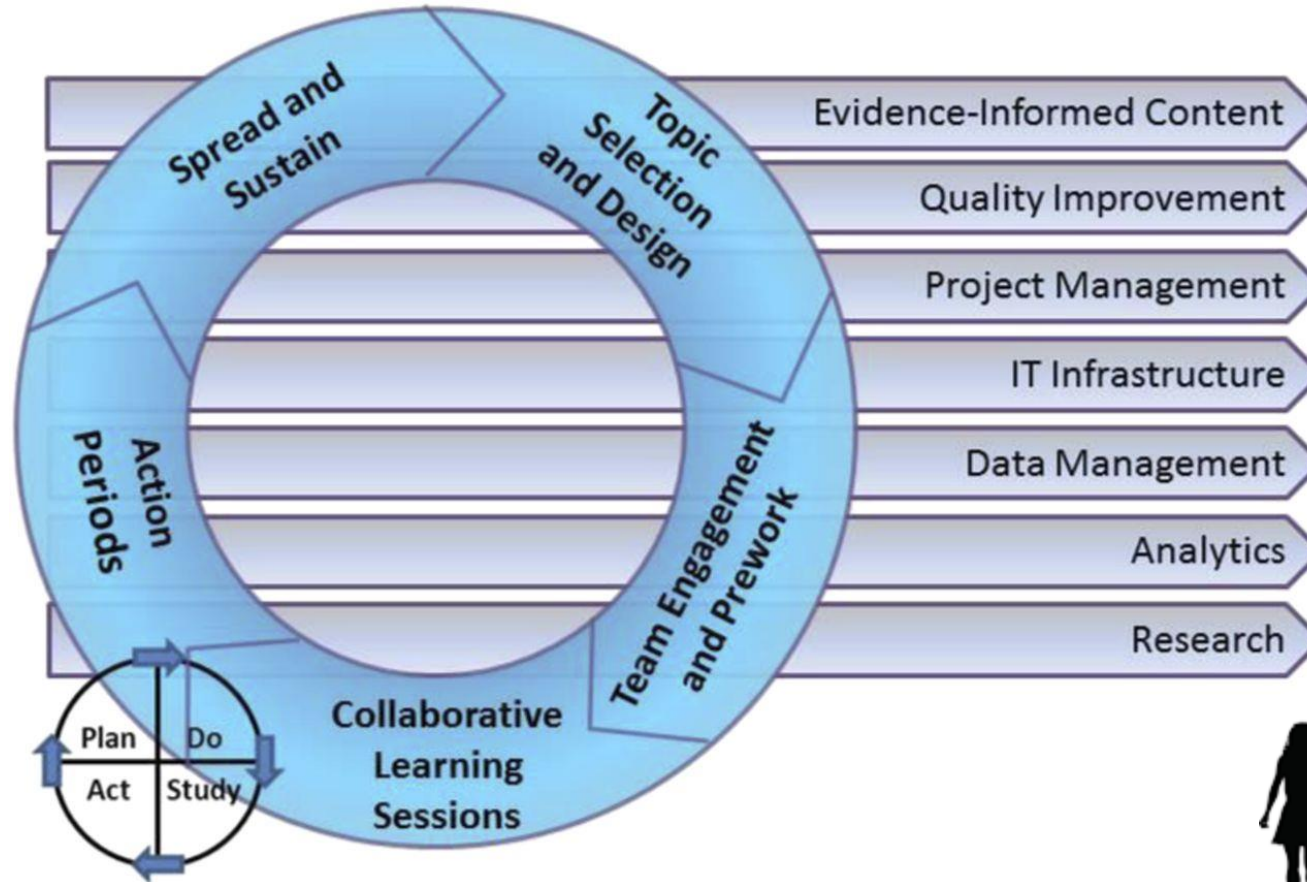 Spread and
Sustain
Topic
Selection
and Design
Team Engagement
and Prework
Collaborative
Learning
Sessions
Action
Periods
Plan
Do
Act
Study
Evidence-Informed Content
Quality Improvement
Project Management
IT Infrastructure
Data Management
Analytics
Research